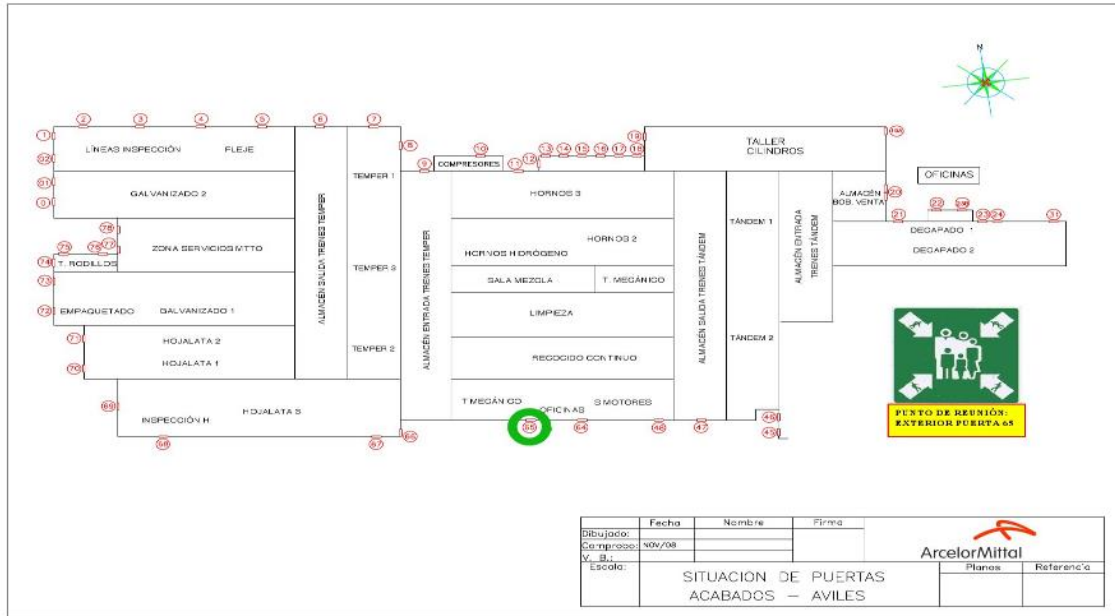 N
1
2
3
4
5
6
7
8
9
10
11
12
13
14
15
16
17
18
19
20
21
22
23
24
31
LÍNEAS INSPECCIÓN FLEJE
GALVANIZADO 2
ZONA SERVICIOS MTTO
T. RODILLOS
EMPAQUETADO GALVANIZADO 1
HOJALATA 2
HOJALATA 1
INSPECCIÓN H HOJALATA 3
ALMACÉN SALIDA TRENES TEMPER
TEMPER 1
TEMPER 3
TEMPER 2
ALMACÉN ENTRADA TRENES TEMPER
COMPRESORES
HORNOS 3
HORNOS 2
HORNOS HIDRÓGENO
SALA MEZCLA
T. MECÁNICO
LIMPIEZA
RECOCIDO CONTINUO
T MECÁNICO
OFICINAS
S MOTORES
ALMACÉN SALIDA TRENES TÁNDEM
TÁNDEM 1
TÁNDEM 2
ALMACÉN ENTRADA
TRENES TÁNDEM
TALLER
CILINDROS
ALMACÉN
BOB. VENTA
OFICINAS
DECAPADO
DECAPADO 2
78
75
76
77
74
73
72
71
70
69
68
67
66
65
64
48
47
46
45
PUNTO DE REUNIÓN:
EXTERIOR PUERTA 65
Fecha Nombre Firma
Dibujado:
Comprobo: NOV/08
V. B.:
Escala:
SITUACION DE PUERTAS
ACABADOS – AVILES
ArcelorMittal
Planos Referencia